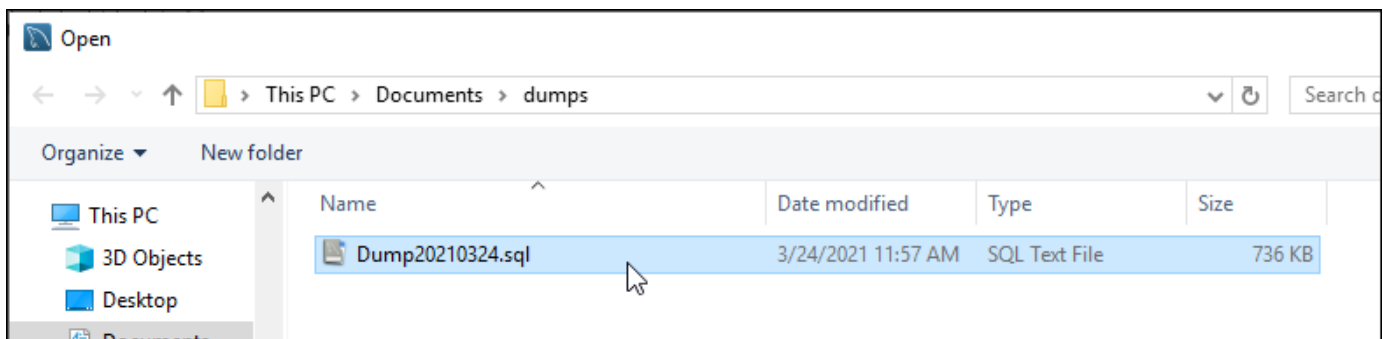 Open
This PC > Documents > dumps
Search
Organize
New folder
This PC
Name
Date modified
Type
Size
3D Objects
Dump20210324.sql
3/24/2021 11:57 AM
SQL Text File
736 KB
Desktop
Documents